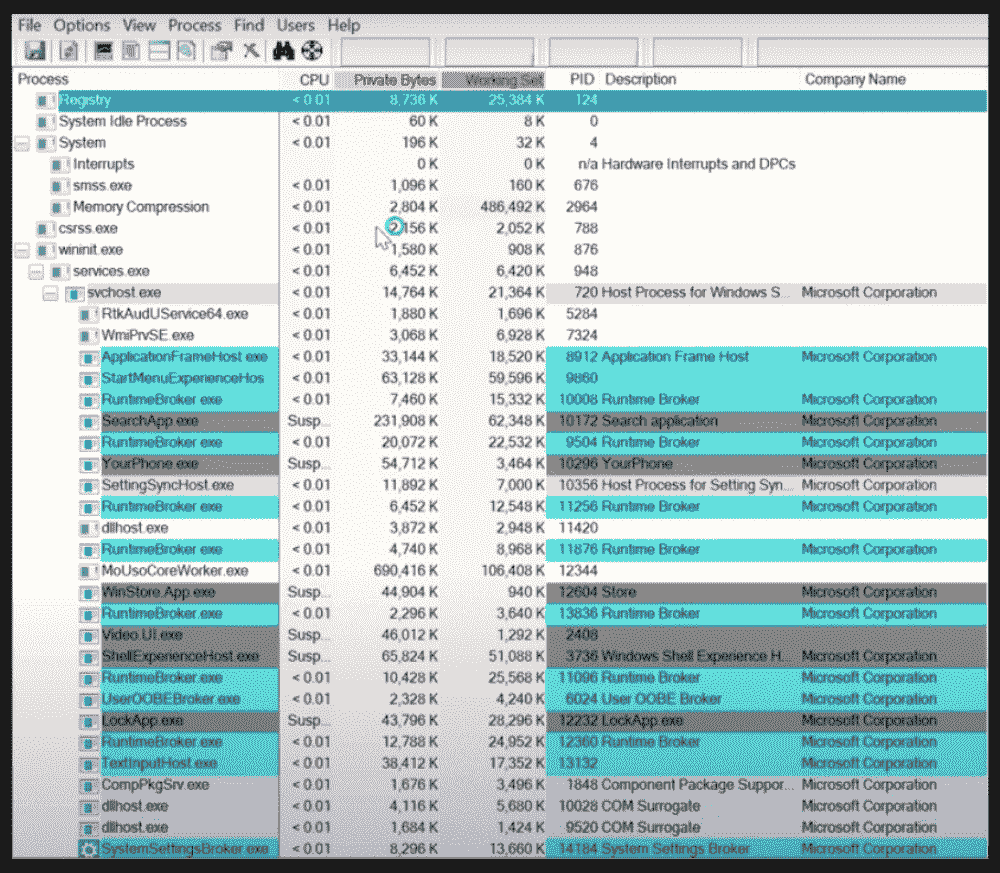 File Options View Process Find Users Help
Process CPU Private Bytes Working Set PID Description Company Name
Registry < 0.01 8,736 K 25,384 K 124
System Idle Process < 0.01 60 K 8 K 0
System < 0.01 196 K 32 K 4
Interrupts 0 K 0 K n/a Hardware Interrupts and DPCs
smss.exe < 0.01 1,096 K 160 K 676
Memory Compression < 0.01 2,804 K 486,492 K 2964
csrss.exe < 0.01 2,156 K 2,052 K 788
wininit.exe < 0.01 1,580 K 908 K 876
services.exe < 0.01 6,452 K 6,420 K 948
svchost.exe < 0.01 14,764 K 21,364 K 720 Host Process for Windows S... Microsoft Corporation
RtkAudUService64.exe < 0.01 1,880 K 1,696 K 5284
WmiPrvSE.exe < 0.01 3,068 K 6,928 K 7324
ApplicationFrameHost.exe < 0.01 33,144 K 18,520 K 8912 Application Frame Host Microsoft Corporation
StartMenuExperienceHos < 0.01 63,128 K 59,596 K 9860
RuntimeBroker.exe < 0.01 7,460 K 15,332 K 10008 Runtime Broker Microsoft Corporation
SearchApp.exe Susp... 231,908 K 62,348 K 10172 Search application Microsoft Corporation
RuntimeBroker.exe < 0.01 20,072 K 22,532 K 9504 Runtime Broker Microsoft Corporation
YourPhone.exe Susp... 54,712 K 3,464 K 10296 YourPhone Microsoft Corporation
SettingSyncHost.exe < 0.01 11,892 K 7,000 K 10356 Host Process for Setting Syn... Microsoft Corporation
RuntimeBroker.exe < 0.01 6,452 K 12,548 K 11256 Runtime Broker Microsoft Corporation
dllhost.exe < 0.01 3,872 K 2,948 K 11420
RuntimeBroker.exe < 0.01 4,740 K 8,968 K 11876 Runtime Broker Microsoft Corporation
MoUsoCoreWorker.exe < 0.01 690,416 K 106,408 K 12344
WinStore.App.exe Susp... 44,904 K 940 K 12604 Store Microsoft Corporation
RuntimeBroker.exe < 0.01 2,296 K 3,640 K 13836 Runtime Broker Microsoft Corporation
Video.UI.exe Susp... 46,012 K 1,292 K 2408
ShellExperienceHost.exe Susp... 65,824 K 51,088 K 3736 Windows Shell Experience H... Microsoft Corporation
RuntimeBroker.exe < 0.01 10,428 K 25,568 K 11096 Runtime Broker Microsoft Corporation
UserOOBEBroker.exe < 0.01 2,328 K 4,240 K 6024 User OOBE Broker Microsoft Corporation
LockApp.exe Susp... 43,796 K 28,296 K 12232 LockApp.exe Microsoft Corporation
RuntimeBroker.exe < 0.01 12,788 K 24,952 K 12360 Runtime Broker Microsoft Corporation
TextInputHost.exe < 0.01 38,412 K 17,352 K 13132 Microsoft Corporation
CompPkgSrv.exe < 0.01 1,676 K 3,496 K 1848 Component Package Suppor... Microsoft Corporation
dllhost.exe < 0.01 4,116 K 5,680 K 10028 COM Surrogate Microsoft Corporation
dllhost.exe < 0.01 1,684 K 1,424 K 9520 COM Surrogate Microsoft Corporation
SystemSettingsBroker.exe < 0.01 8,296 K 13,660 K 14184 System Settings Broker Microsoft Corporation